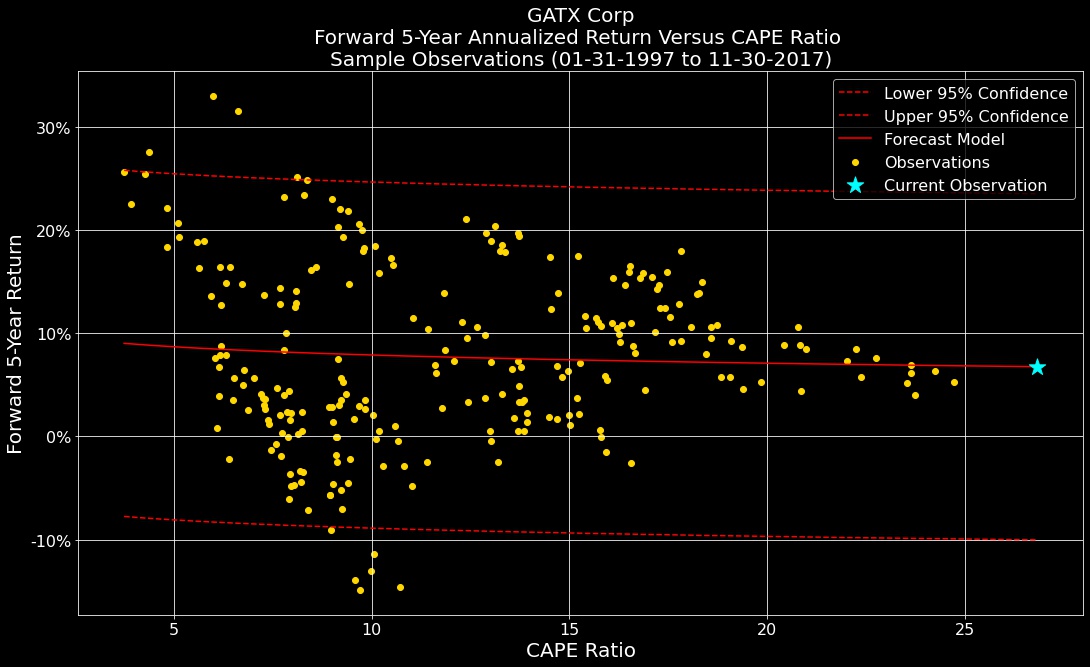 GATX Corp
Forward 5-Year Annualized Return Versus CAPE Ratio
Sample Observations (01-31-1997 to 11-30-2017)
Lower 95% Confidence
Upper 95% Confidence
Forecast Model
Observations
Current Observation
Forward 5-Year Return
30%
20%
10%
0%
-10%
5
10
15
20
25
CAPE Ratio